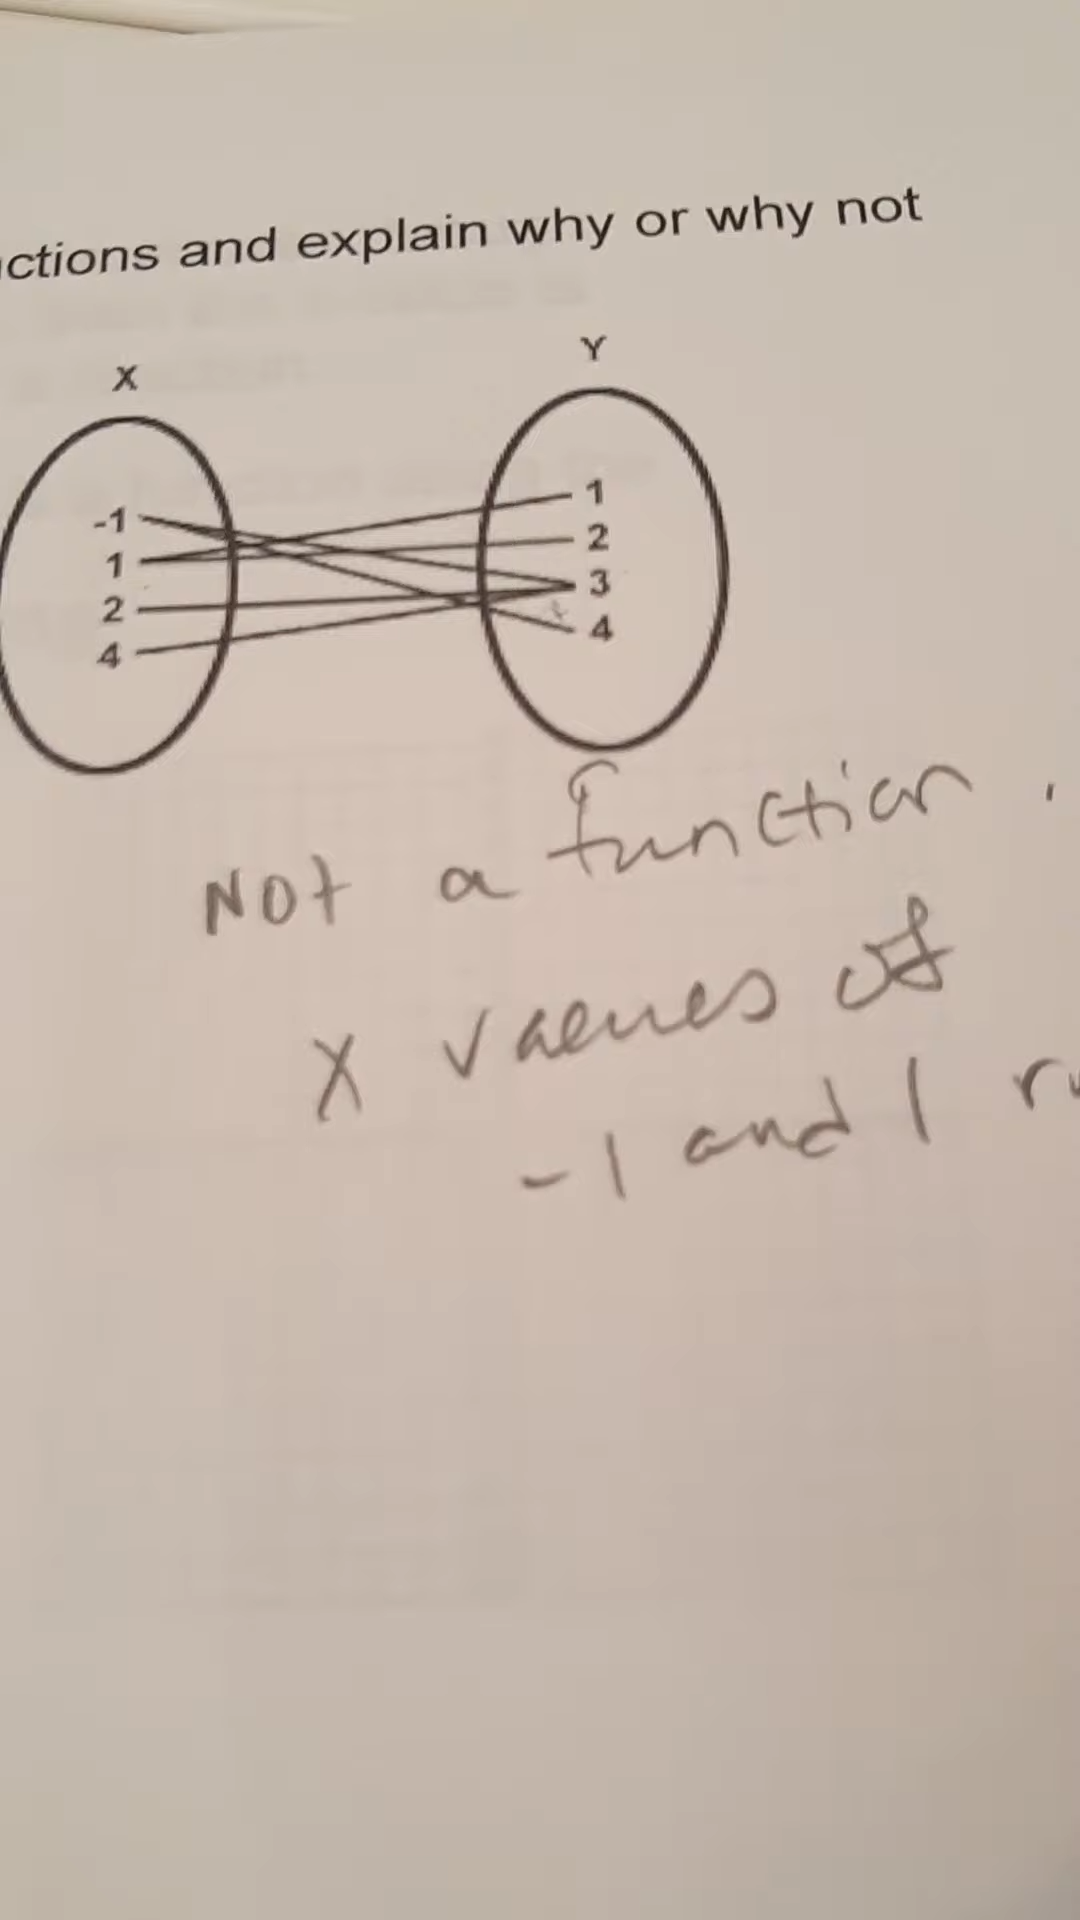 ctions and explain why or why not
X Y
-1 1
1 2
2 3
4 4
Not a function.
X values of
-1 and 1